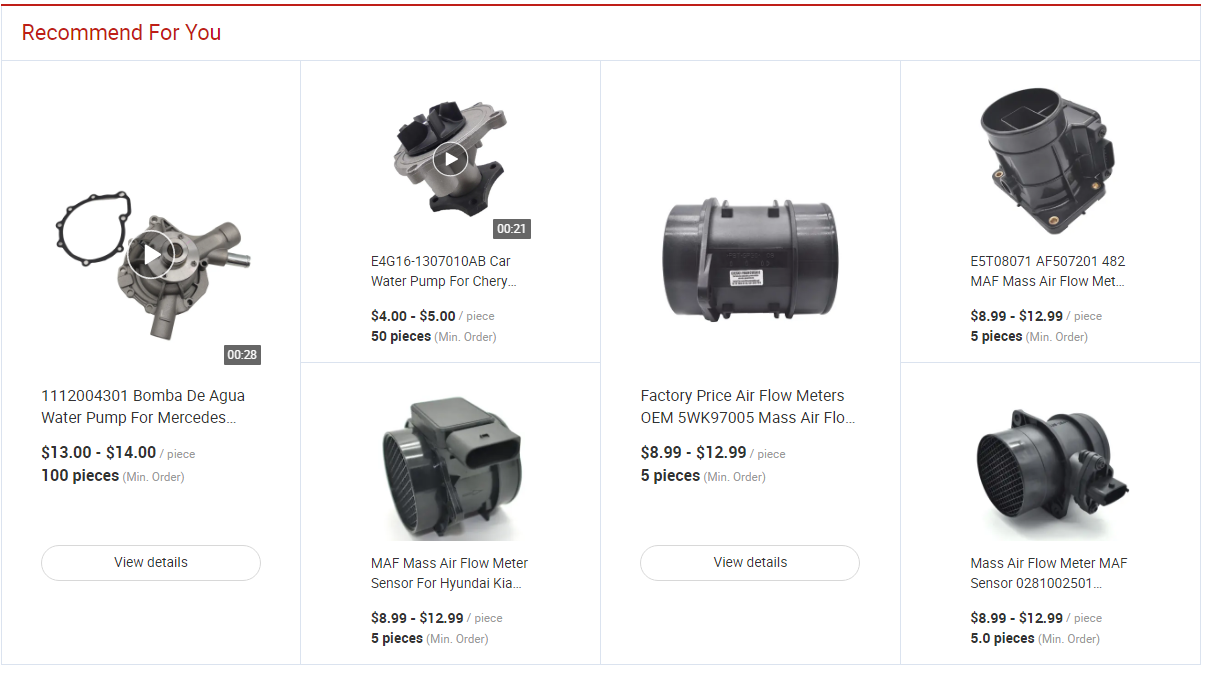 Recommend For You
00:28
1112004301 Bomba De Agua
Water Pump For Mercedes...
$13.00 - $14.00 / piece
100 pieces (Min. Order)
View details
00:21
E4G16-1307010AB Car
Water Pump For Chery...
$4.00 - $5.00 / piece
50 pieces (Min. Order)
MAF Mass Air Flow Meter
Sensor For Hyundai Kia...
$8.99 - $12.99 / piece
5 pieces (Min. Order)
Factory Price Air Flow Meters
OEM 5WK97005 Mass Air Flo...
$8.99 - $12.99 / piece
5 pieces (Min. Order)
View details
E5T08071 AF507201 482
MAF Mass Air Flow Met...
$8.99 - $12.99 / piece
5 pieces (Min. Order)
Mass Air Flow Meter MAF
Sensor 0281002501...
$8.99 - $12.99 / piece
5.0 pieces (Min. Order)